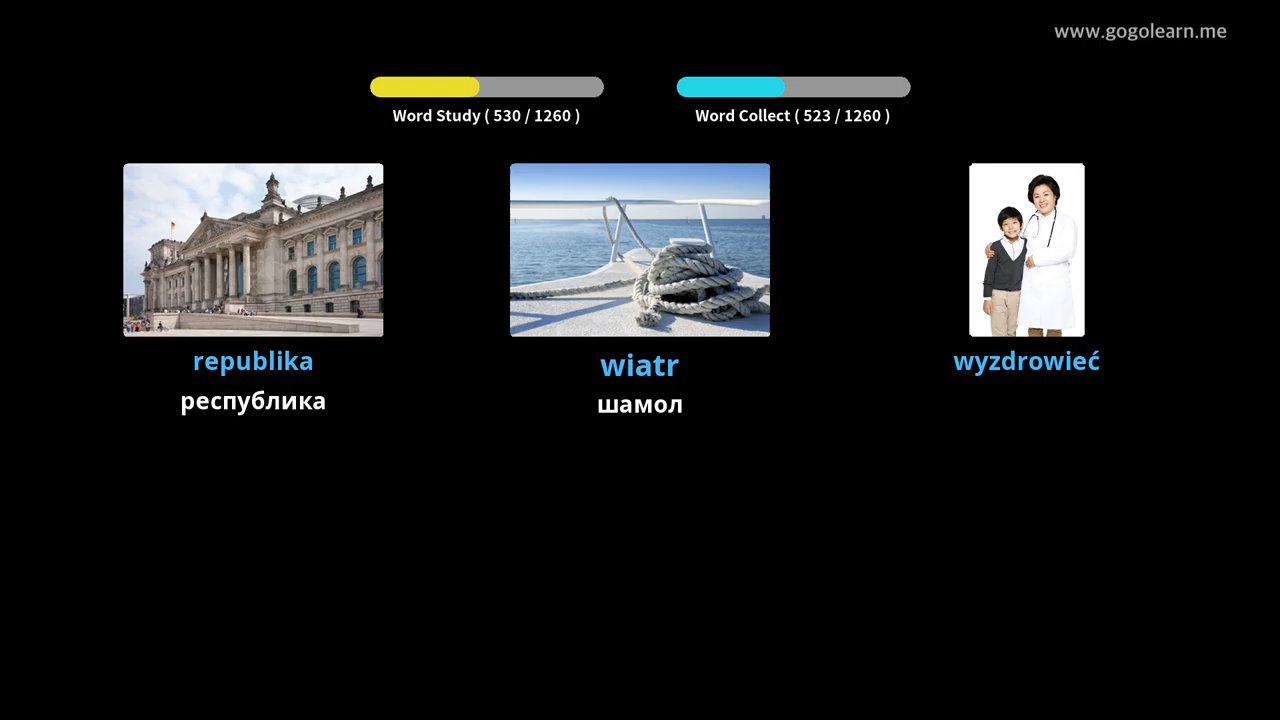 www.gogolearn.me
Word Study ( 530 / 1260 )
Word Collect ( 523 / 1260 )
republika
республика
wiatr
шамол
wyzdrowieć